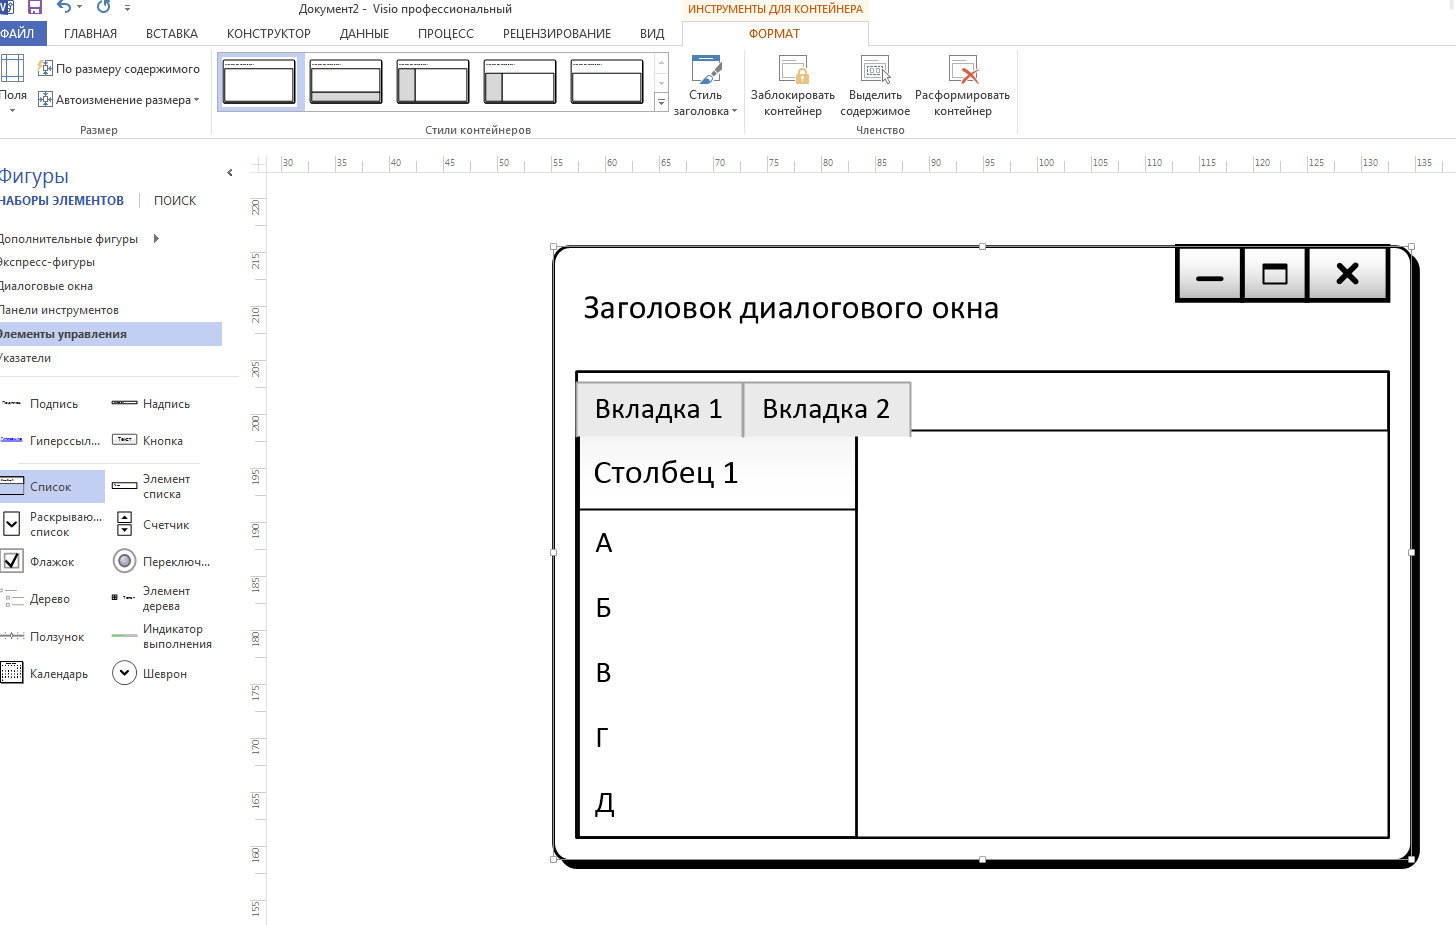 Документ2 - Visio профессиональный
ИНСТРУМЕНТЫ ДЛЯ КОНТЕЙНЕРА
ФАЙЛ ГЛАВНАЯ ВСТАВКА КОНСТРУКТОР ДАННЫЕ ПРОЦЕСС РЕЦЕНЗИРОВАНИЕ ВИД ФОРМАТ
По размеру содержимого
Поля
Автоизменение размера
Стиль заголовка
Заблокировать контейнер
Выделить содержимое
Расформировать контейнер
Размер
Стили контейнеров
Членство
Фигуры
НАБОРЫ ЭЛЕМЕНТОВ ПОИСК
Дополнительные фигуры
Экспресс-фигуры
Диалоговые окна
Панели инструментов
Элементы управления
Указатели
Подпись Надпись
Гиперссыл... Кнопка
Список Элемент списка
Раскрываю... список Счетчик
Флажок Переключ...
Дерево Элемент дерева
Ползунок Индикатор выполнения
Календарь Шеврон
30 35 40 45 50 55 60 65 70 75 80 85 90 95 100 105 110 115 120 125 130 135
220
215
210
205
200
195
190
185
180
175
170
165
160
155
Заголовок диалогового окна
Вкладка 1 Вкладка 2
Столбец 1
А
Б
В
Г
Д